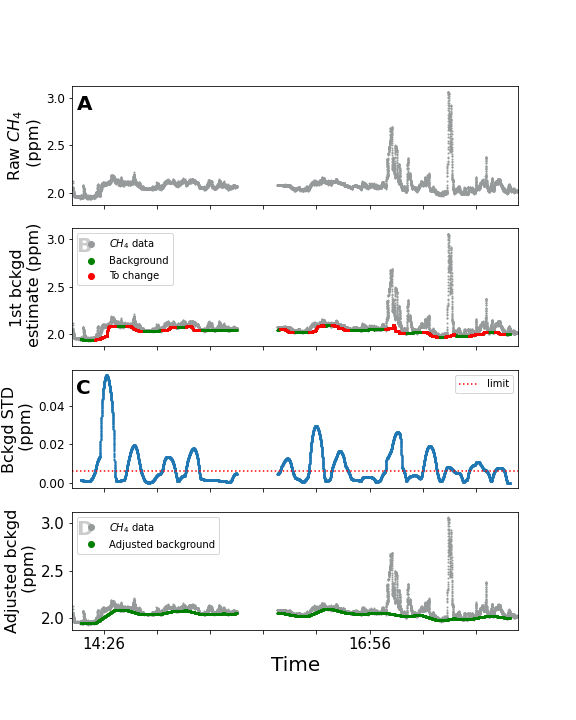 A
Raw CH4
(ppm)
3.0
2.5
2.0
B
CH4 data
Background
To change
1st bckgd
estimate (ppm)
3.0
2.5
2.0
C
limit
Bckgd STD
(ppm)
0.04
0.02
0.00
D
CH4 data
Adjusted background
Adjusted bckgd
(ppm)
3.0
2.5
2.0
14:26
16:56
Time